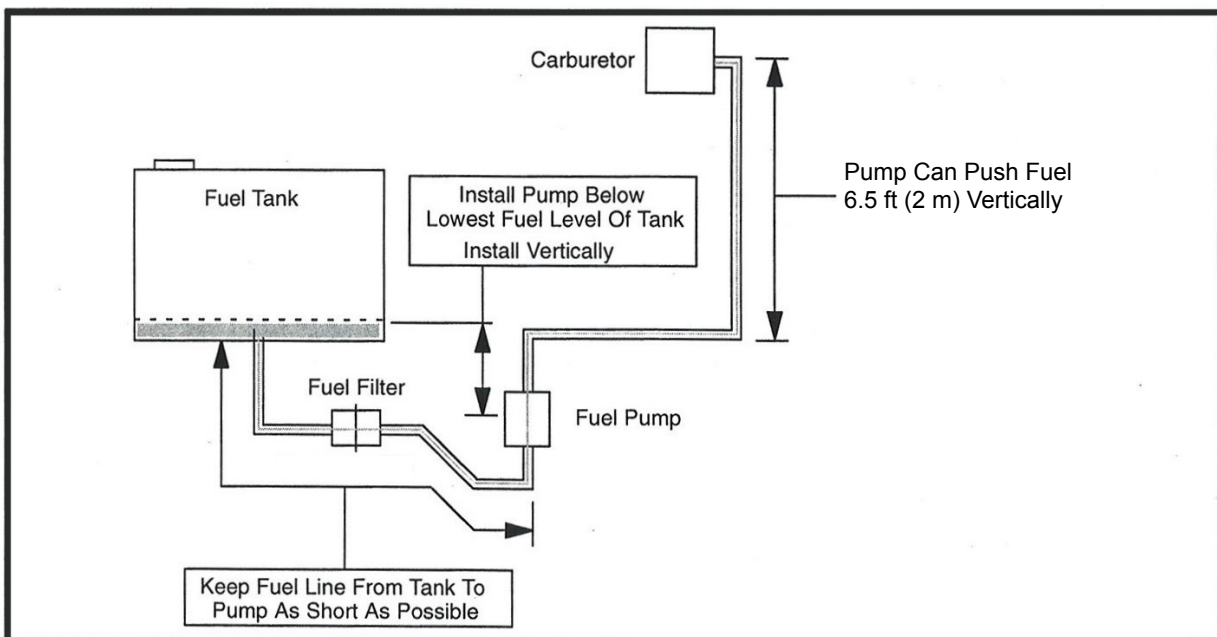 Carburetor
Pump Can Push Fuel
6.5 ft (2 m) Vertically
Fuel Tank
Install Pump Below
Lowest Fuel Level Of Tank
Install Vertically
Fuel Filter
Fuel Pump
Keep Fuel Line From Tank To
Pump As Short As Possible